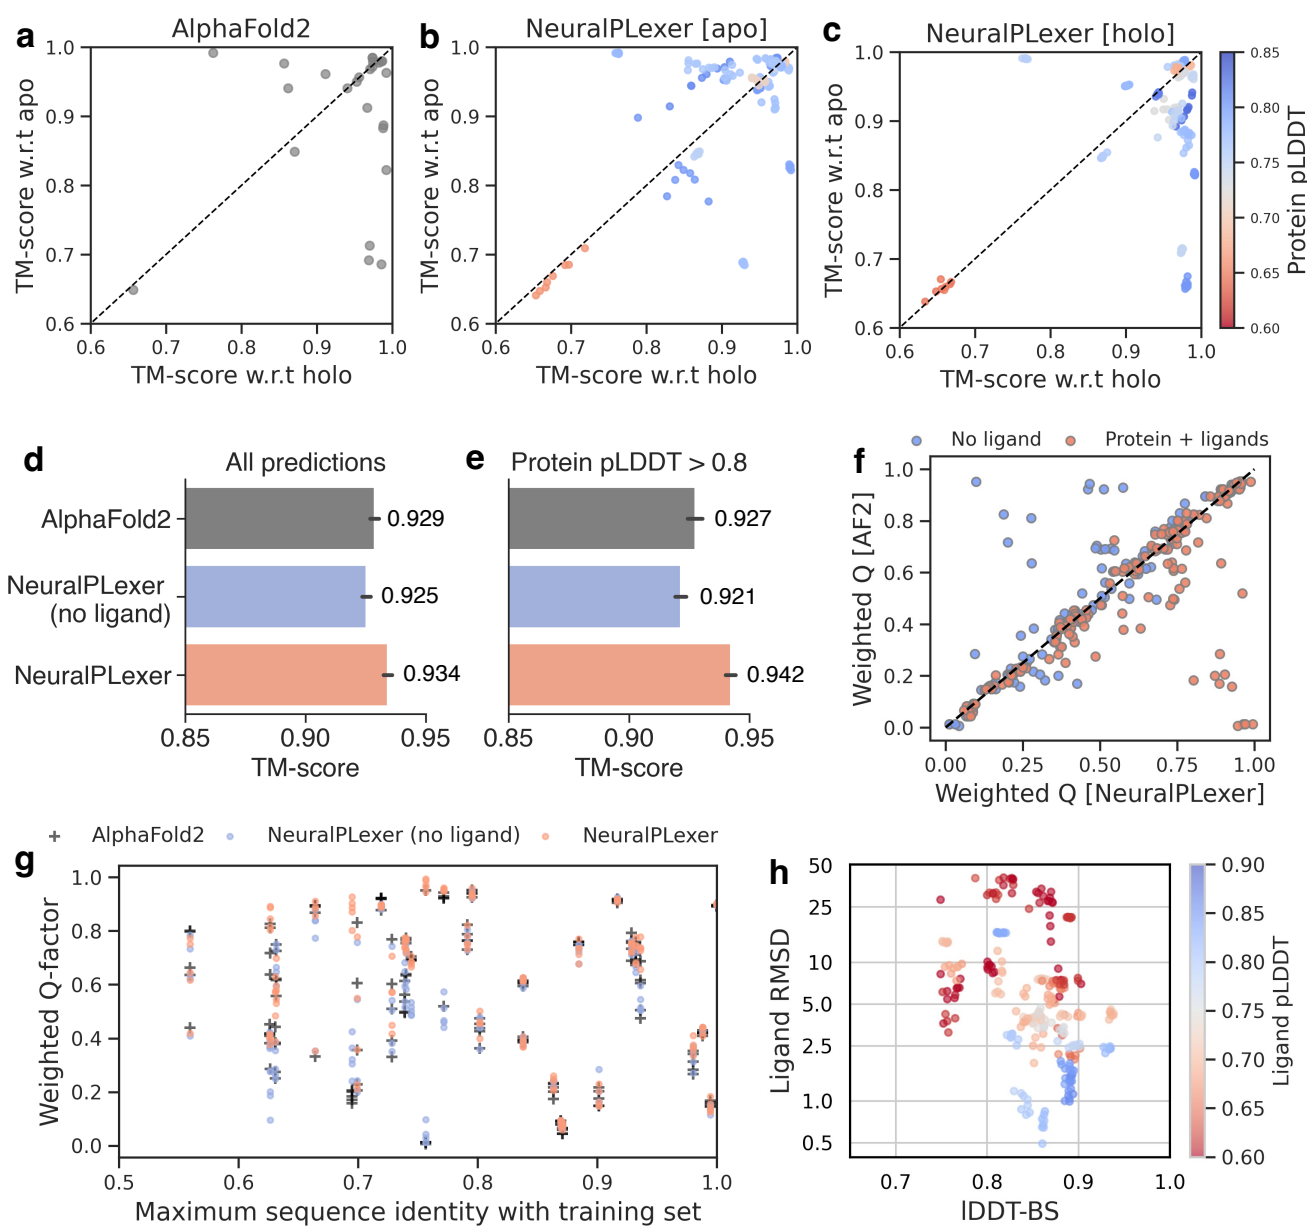 a
AlphaFold2
1.0
0.9
0.8
0.7
0.6
TM-score w.r.t apo
0.6 0.7 0.8 0.9 1.0
TM-score w.r.t holo
b
NeuralPLexer [apo]
1.0
0.9
0.8
0.7
0.6
TM-score w.r.t apo
0.6 0.7 0.8 0.9 1.0
TM-score w.r.t holo
c
NeuralPLexer [holo]
1.0
0.9
0.8
0.7
0.6
TM-score w.r.t apo
0.6 0.7 0.8 0.9 1.0
TM-score w.r.t holo
0.85
0.80
0.75
0.70
0.65
0.60
Protein pLDDT
d
All predictions
AlphaFold2
0.929
NeuralPLexer
(no ligand)
0.925
NeuralPLexer
0.934
0.85 0.90 0.95
TM-score
e
Protein pLDDT > 0.8
0.927
0.921
0.942
0.85 0.90 0.95
TM-score
f
No ligand Protein + ligands
1.0
0.8
0.6
0.4
0.2
0.0
Weighted Q [AF2]
0.00 0.25 0.50 0.75 1.00
Weighted Q [NeuralPLexer]
g
AlphaFold2 NeuralPLexer (no ligand) NeuralPLexer
1.0
0.8
0.6
0.4
0.2
0.0
Weighted Q-factor
0.5 0.6 0.7 0.8 0.9 1.0
Maximum sequence identity with training set
h
50
25
10
5.0
2.5
1.0
0.5
Ligand RMSD
0.7 0.8 0.9 1.0
lDDT-BS
0.90
0.85
0.80
0.75
0.70
0.65
0.60
Ligand pLDDT